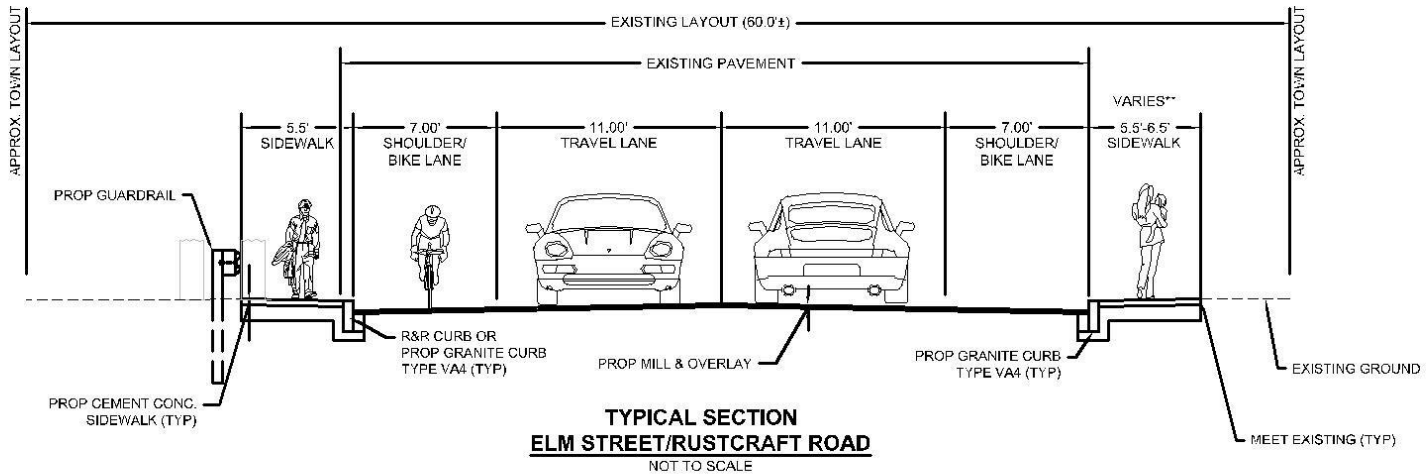 APPROX. TOWN LAYOUT
EXISTING LAYOUT (60.0'±)
APPROX. TOWN LAYOUT
EXISTING PAVEMENT
5.5'
SIDEWALK
7.00'
SHOULDER/
BIKE LANE
11.00'
TRAVEL LANE
11.00'
TRAVEL LANE
7.00'
SHOULDER/
BIKE LANE
VARIES**
5.5'-6.5'
SIDEWALK
PROP GUARDRAIL
R&R CURB OR
PROP GRANITE CURB
TYPE VA4 (TYP)
PROP MILL & OVERLAY
PROP GRANITE CURB
TYPE VA4 (TYP)
EXISTING GROUND
PROP CEMENT CONC.
SIDEWALK (TYP)
MEET EXISTING (TYP)
TYPICAL SECTION
ELM STREET/RUSTCRAFT ROAD
NOT TO SCALE